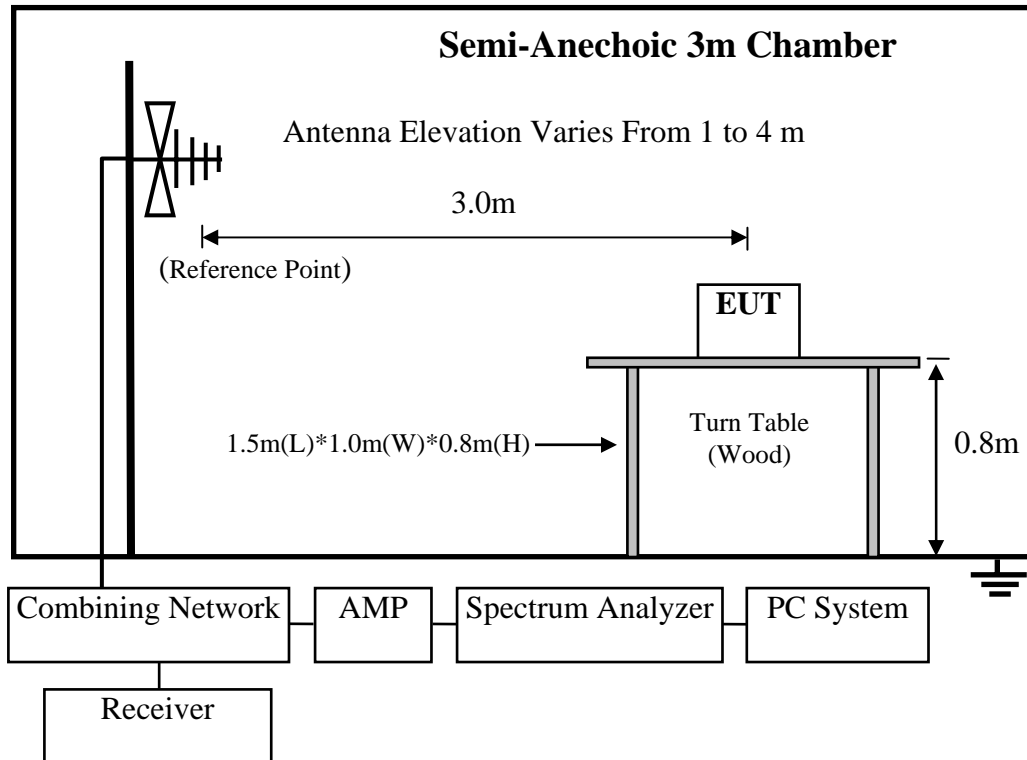 Semi-Anechoic 3m Chamber
Antenna Elevation Varies From 1 to 4 m
3.0m
(Reference Point)
EUT
1.5m(L)*1.0m(W)*0.8m(H)
Turn Table
(Wood)
0.8m
Combining Network
AMP
Spectrum Analyzer
PC System
Receiver